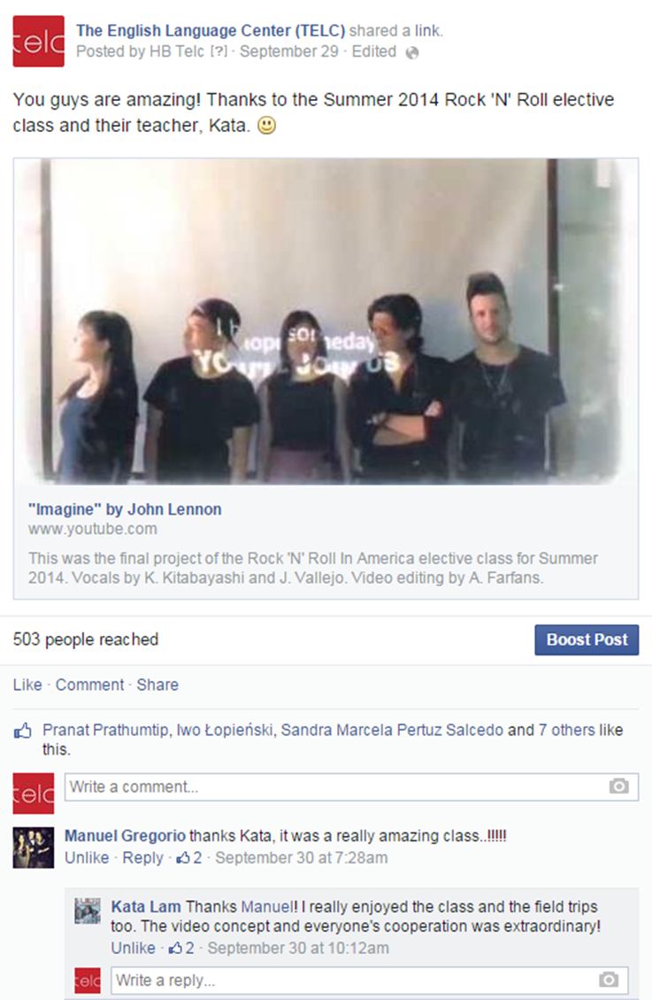 telc
The English Language Center (TELC) shared a link.
Posted by HB Telc [?] · September 29 · Edited
You guys are amazing! Thanks to the Summer 2014 Rock 'N' Roll elective
class and their teacher, Kata.
I hope someday
YOU'LL JOIN US
"Imagine" by John Lennon
www.youtube.com
This was the final project of the Rock 'N' Roll In America elective class for Summer
2014. Vocals by K. Kitabayashi and J. Vallejo. Video editing by A. Farfans.
503 people reached
Boost Post
Like · Comment · Share
Pranat Prathumtip, Iwo Łopieński, Sandra Marcela Pertuz Salcedo and 7 others like
this.
telc
Write a comment...
Manuel Gregorio thanks Kata, it was a really amazing class..!!!!!
Unlike · Reply · 2 · September 30 at 7:28am
Kata Lam Thanks Manuel! I really enjoyed the class and the field trips
too. The video concept and everyone's cooperation was extraordinary!
Unlike · 2 · September 30 at 10:12am
telc
Write a reply...